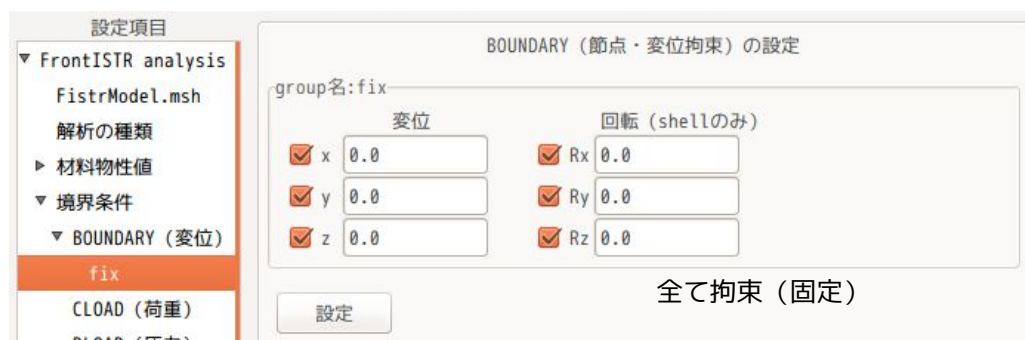 設定項目
▼ FrontISTR analysis
FistrModel.msh
解析の種類
▶ 材料物性値
▼ 境界条件
▼ BOUNDARY (変位)
fix
CLOAD (荷重)
BOUNDARY (節点・変位拘束) の設定
group名:fix
変位 回転 (shellのみ)
x 0.0 Rx 0.0
y 0.0 Ry 0.0
z 0.0 Rz 0.0
全て拘束（固定）
設定